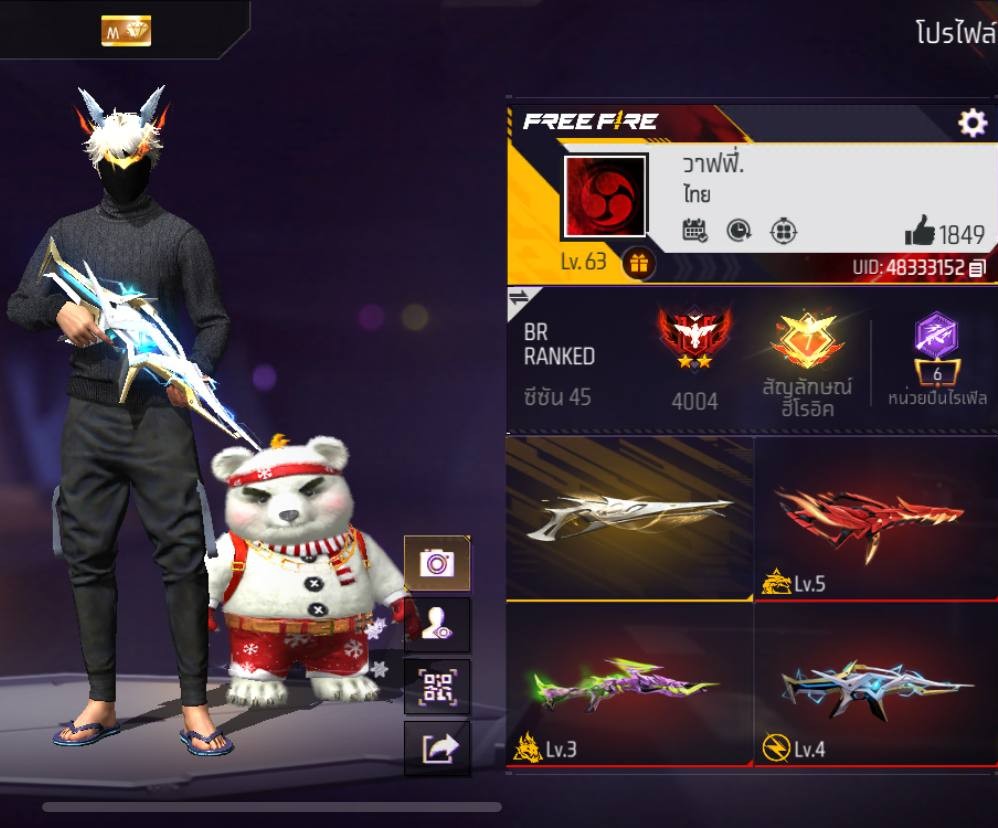 W
โปรไฟล์
FREE FIRE
วาฟฟี่.
ไทย
1849
Lv. 63
UID: 48333152
BR
RANKED
ซีซัน 45
4004
สัญลักษณ์
ฮีโรอิค
6
หน่วยปืนไรเฟิล
Lv.5
Lv.3
Lv.4